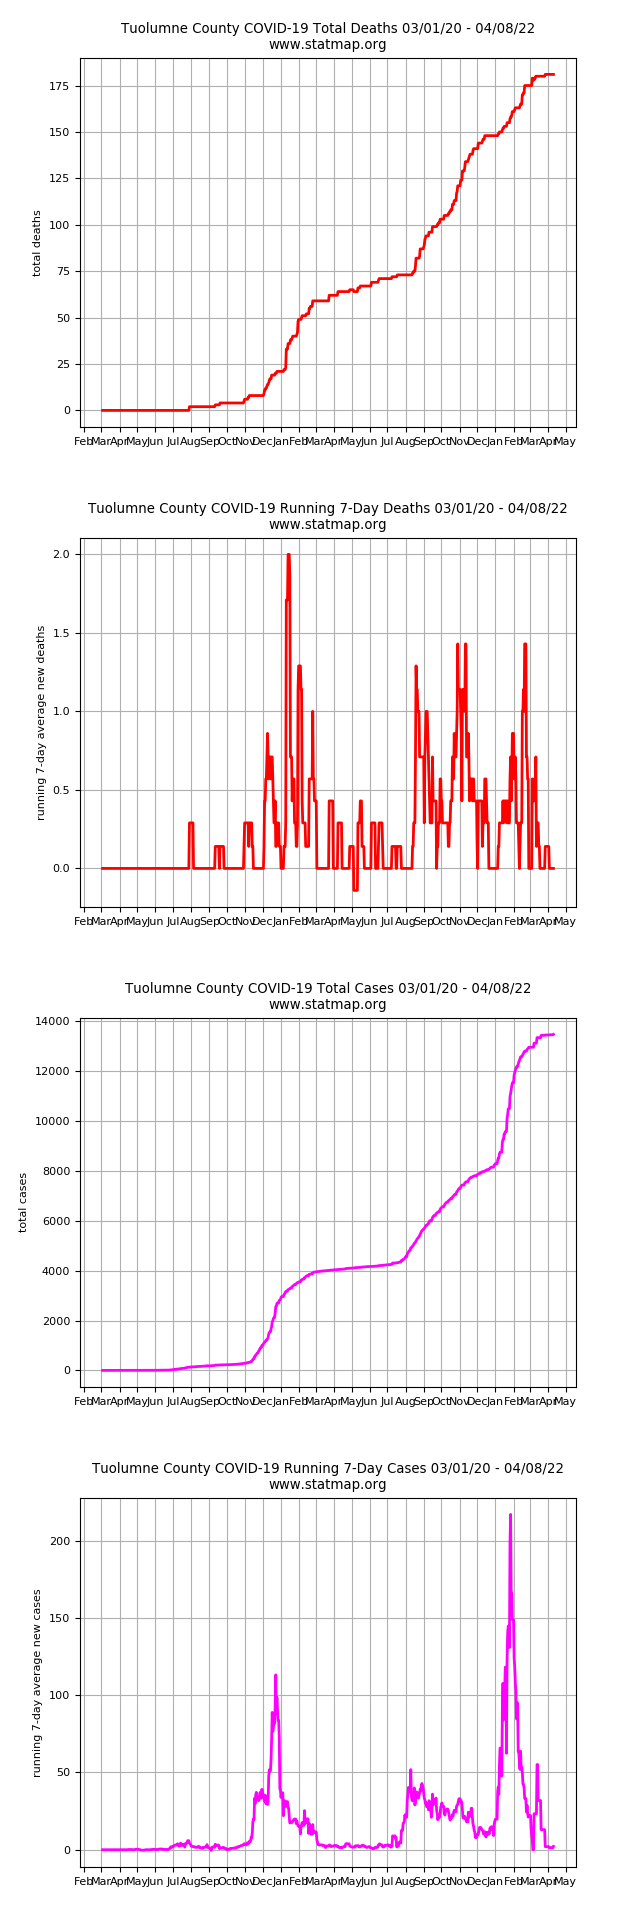 Tuolumne County COVID-19 Total Deaths 03/01/20 - 04/08/22
www.statmap.org
175
150
125
100
75
50
25
0
total deaths
Feb Mar Apr May Jun Jul Aug Sep Oct Nov Dec Jan Feb Mar Apr May Jun Jul Aug Sep Oct Nov Dec Jan Feb Mar Apr May
Tuolumne County COVID-19 Running 7-Day Deaths 03/01/20 - 04/08/22
www.statmap.org
2.0
1.5
1.0
0.5
0.0
running 7-day average new deaths
Feb Mar Apr May Jun Jul Aug Sep Oct Nov Dec Jan Feb Mar Apr May Jun Jul Aug Sep Oct Nov Dec Jan Feb Mar Apr May
Tuolumne County COVID-19 Total Cases 03/01/20 - 04/08/22
www.statmap.org
14000
12000
10000
8000
6000
4000
2000
0
total cases
Feb Mar Apr May Jun Jul Aug Sep Oct Nov Dec Jan Feb Mar Apr May Jun Jul Aug Sep Oct Nov Dec Jan Feb Mar Apr May
Tuolumne County COVID-19 Running 7-Day Cases 03/01/20 - 04/08/22
www.statmap.org
200
150
100
50
0
running 7-day average new cases
Feb Mar Apr May Jun Jul Aug Sep Oct Nov Dec Jan Feb Mar Apr May Jun Jul Aug Sep Oct Nov Dec Jan Feb Mar Apr May